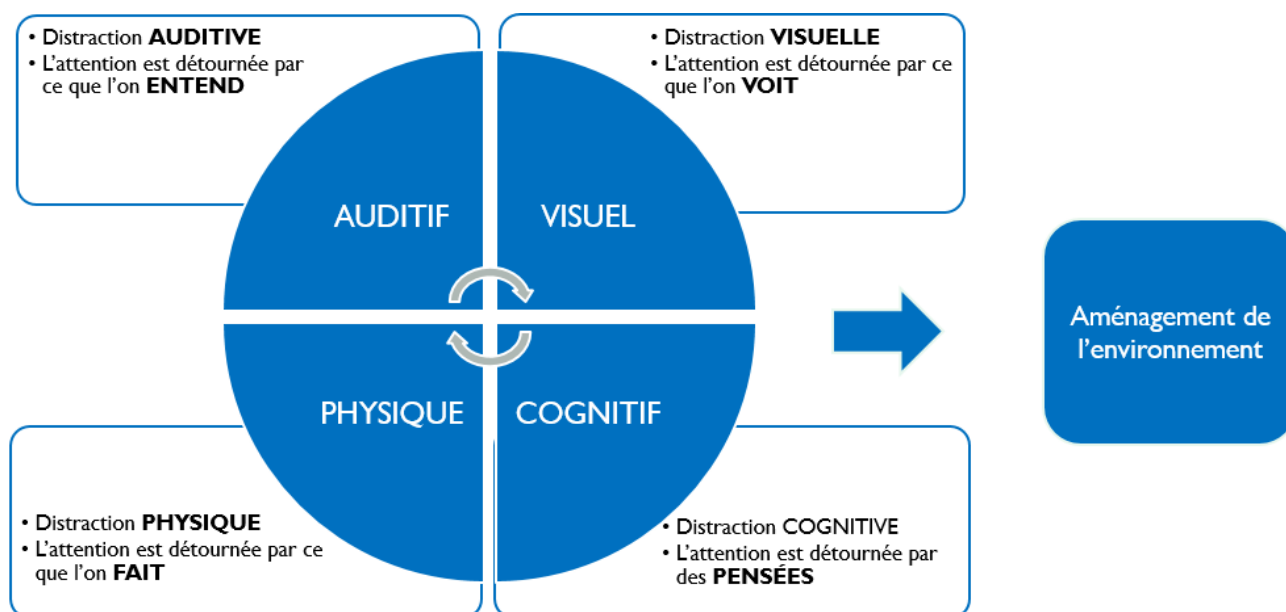 • Distraction AUDITIVE
• L’attention est détournée par
ce que l’on ENTEND
• Distraction VISUELLE
• L’attention est détournée par ce
que l’on VOIT
AUDITIF
VISUEL
Aménagement de
l’environnement
PHYSIQUE
COGNITIF
• Distraction PHYSIQUE
• L’attention est détournée par ce
que l’on FAIT
• Distraction COGNITIVE
• L’attention est détournée par
des PENSÉES